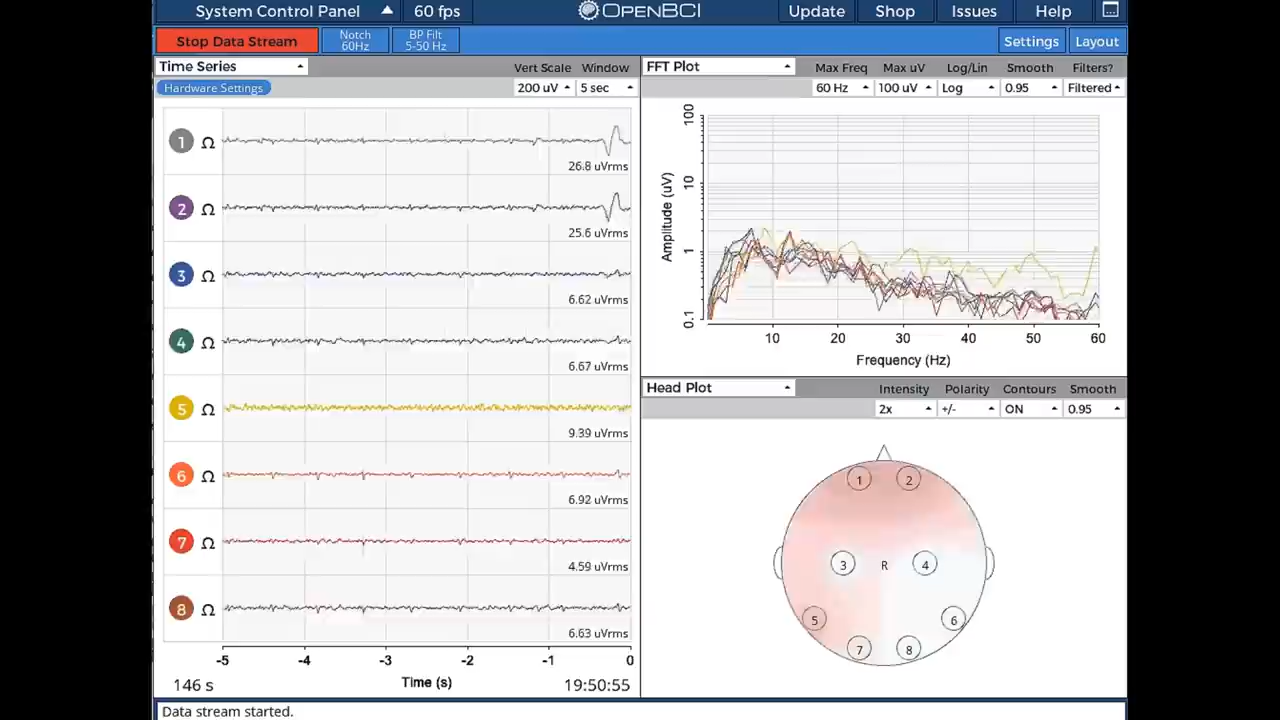 System Control Panel
60 fps
OPENBCI
Update
Shop
Issues
Help
Stop Data Stream
Notch
60Hz
BP Filt
5-50 Hz
Settings
Layout
Time Series
Vert Scale
Window
Hardware Settings
200 uV
5 sec
1 Ω
26.8 uVrms
2 Ω
25.6 uVrms
3 Ω
6.62 uVrms
4 Ω
6.67 uVrms
5 Ω
9.39 uVrms
6 Ω
6.92 uVrms
7 Ω
4.59 uVrms
8 Ω
6.63 uVrms
-5 -4 -3 -2 -1 0
Time (s)
146 s
19:50:55
FFT Plot
Max Freq
Max uV
Log/Lin
Smooth
Filters?
60 Hz
100 uV
Log
0.95
Filtered
100
10
1
0.1
Amplitude (uV)
10 20 30 40 50 60
Frequency (Hz)
Head Plot
Intensity
Polarity
Contours
Smooth
2x
+/-
ON
0.95
1 2
3 R 4
5 6
7 8
Data stream started.